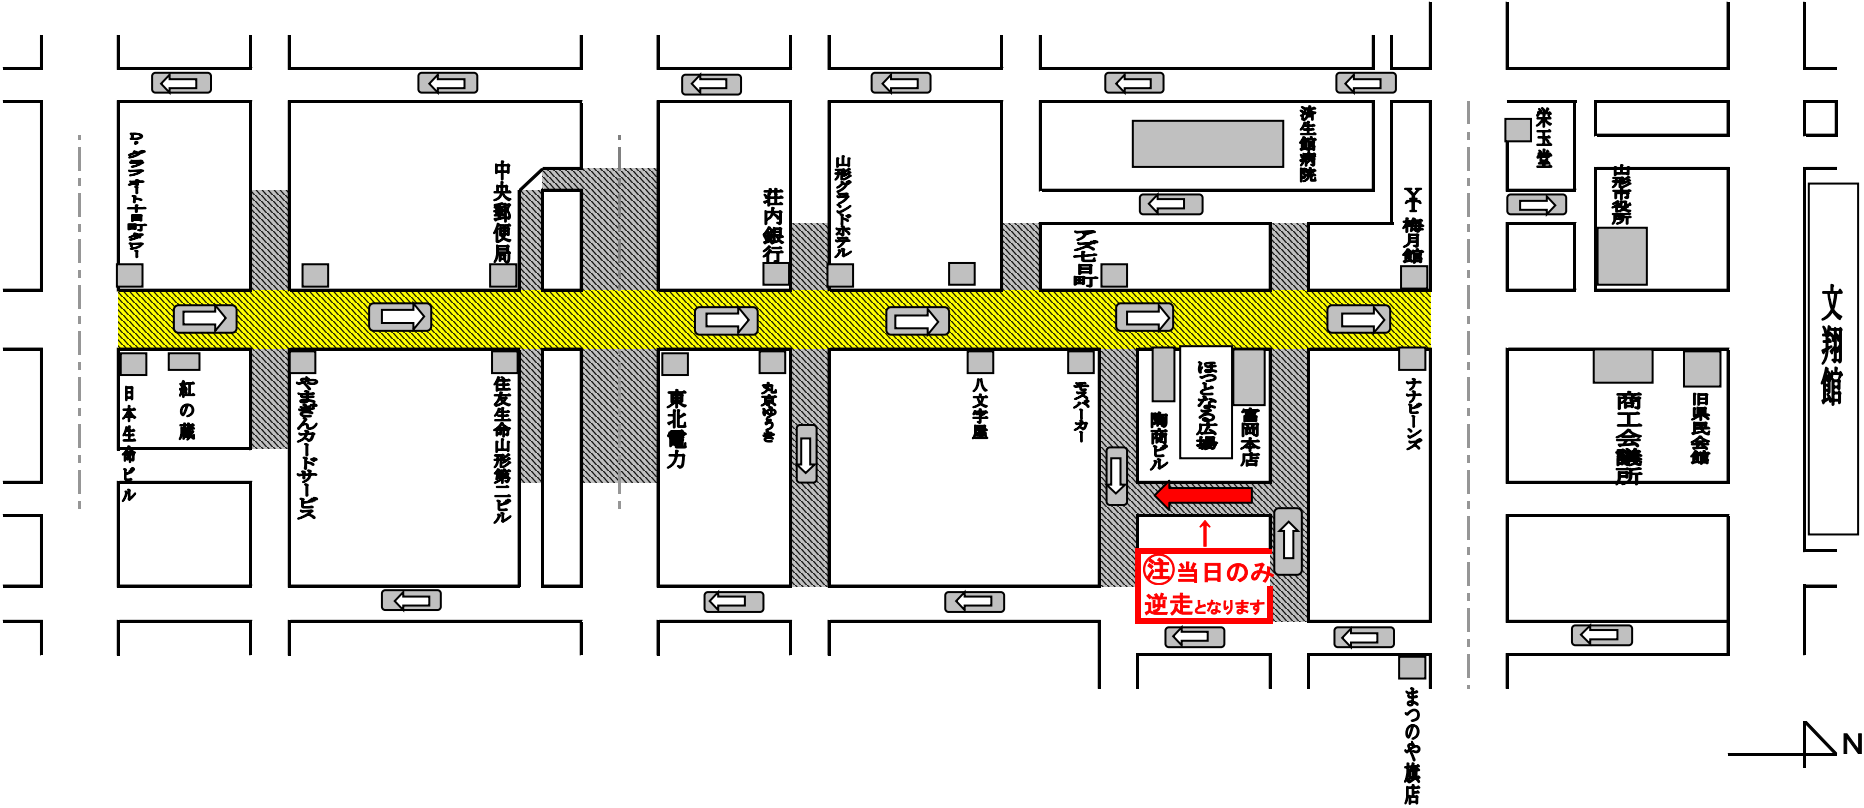 D・グラフォート十日町タワー
中央郵便局
荘内銀行
山形グランドホテル
済生館病院
アズ七日町
YT梅月館
栄玉堂
山形市役所
文翔館
日本生命ビル
紅の蔵
やまぎんカードサービス
住友生命山形第二ビル
東北電力
丸京ゆうき
八文字屋
モスバーガー
陶商ビル
ほっとなる広場
富岡本店
ナナビーンズ
商工会議所
旧県民会館
注当日のみ
逆走となります
まつのや旗店
N